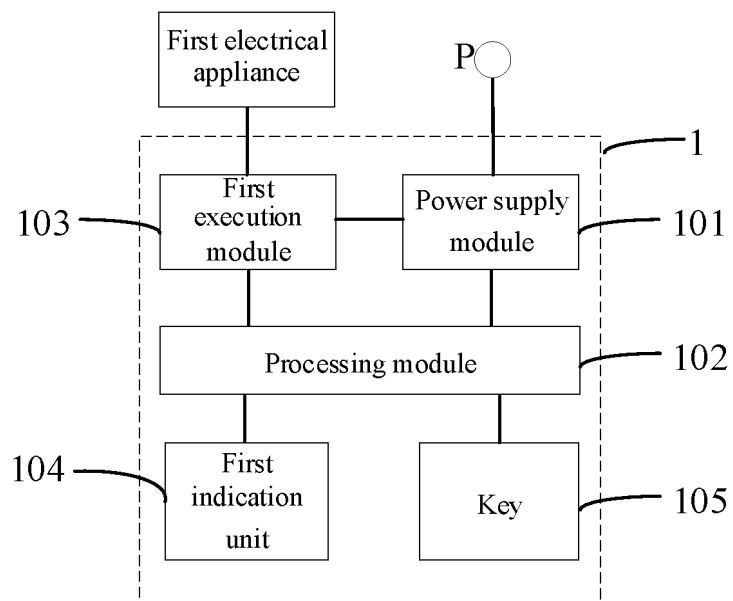 First electrical
appliance
P
1
First
execution
module
Power supply
module
103
101
Processing module
102
104
First
indication
unit
Key
105